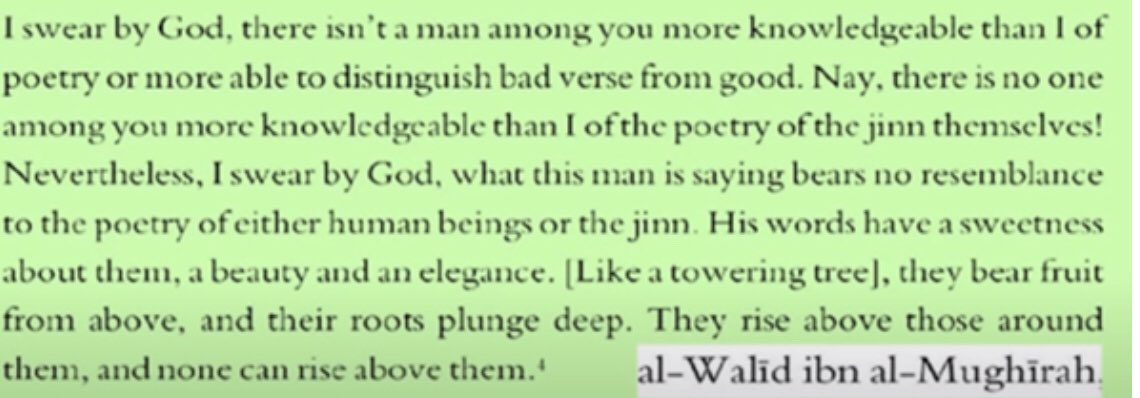 I swear by God, there isn't a man among you more knowledgeable than I of
poetry or more able to distinguish bad verse from good. Nay, there is no one
among you more knowledgeable than I of the poetry of the jinn themselves!
Nevertheless, I swear by God, what this man is saying bears no resemblance
to the poetry of either human beings or the jinn. His words have a sweetness
about them, a beauty and an elegance. [Like a towering tree], they bear fruit
from above, and their roots plunge deep. They rise above those around
them, and none can rise above them.⁴ al-Walīd ibn al-Mughīrah.